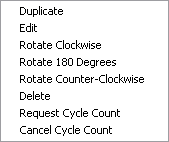 Duplicate
Edit
Rotate Clockwise
Rotate 180 Degrees
Rotate Counter-Clockwise
Delete
Request Cycle Count
Cancel Cycle Count